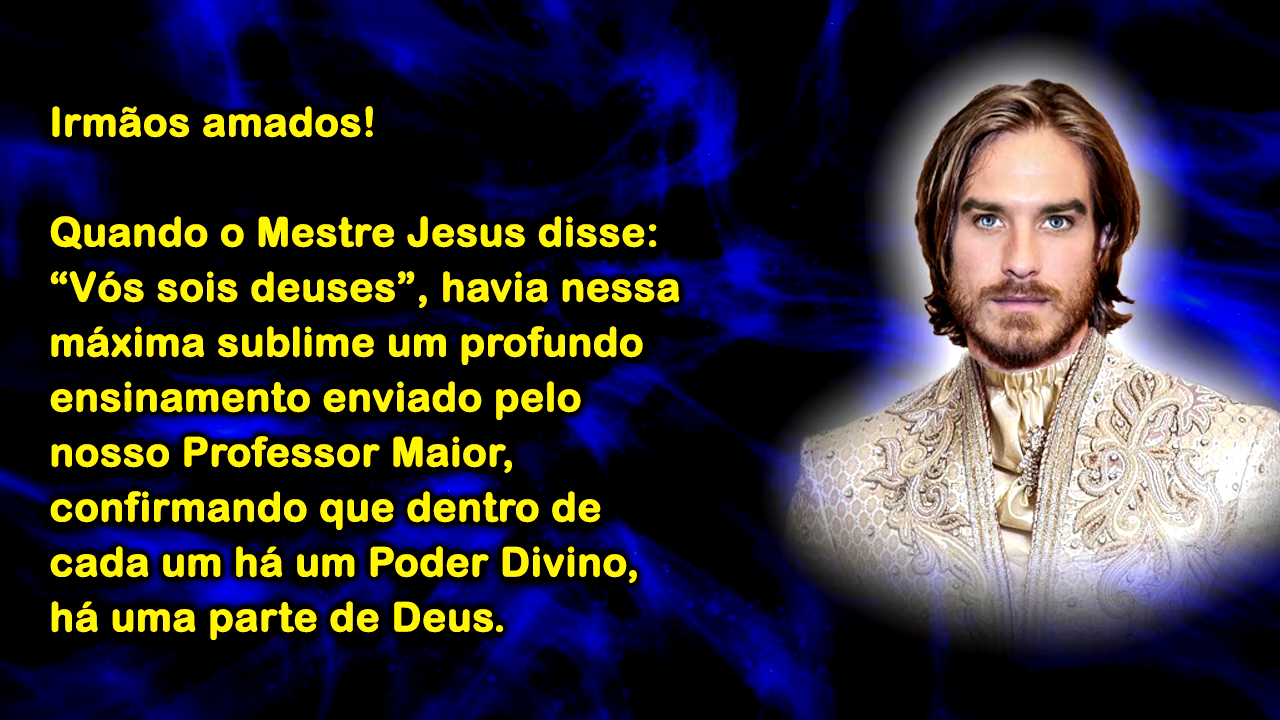 Irmãos amados!
Quando o Mestre Jesus disse:
“Vós sois deuses”, havia nessa
máxima sublime um profundo
ensinamento enviado pelo
nosso Professor Maior,
confirmando que dentro de
cada um há um Poder Divino,
há uma parte de Deus.